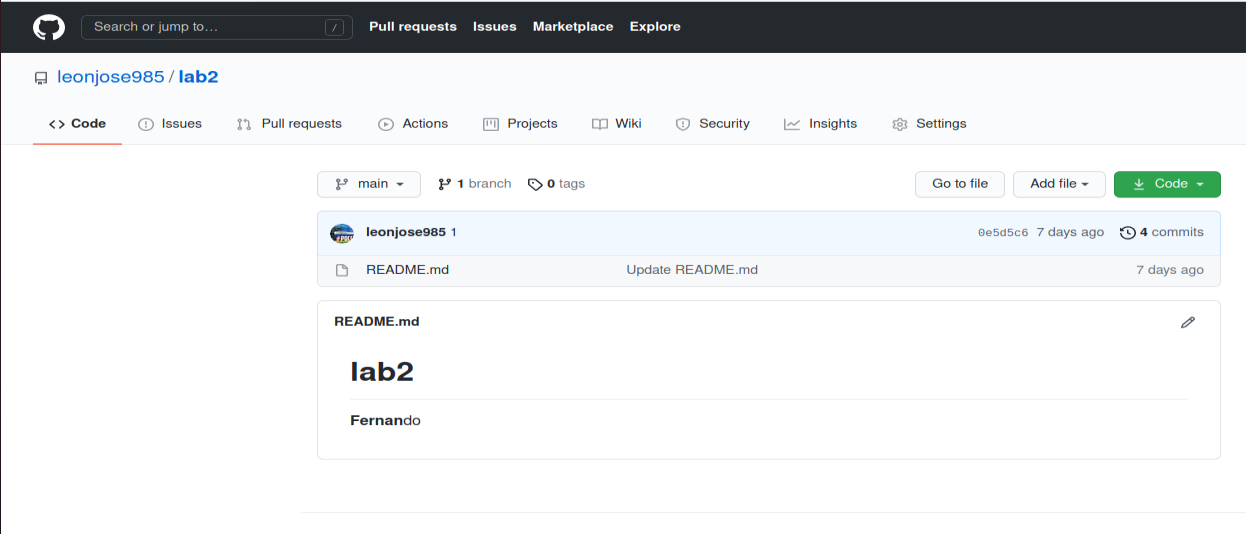 Search or jump to… /
Pull requests Issues Marketplace Explore
leonjose985 / lab2
<> Code Issues Pull requests Actions Projects Wiki Security Insights Settings
main 1 branch 0 tags Go to file Add file Code
leonjose985 1 0e5d5c6 7 days ago 4 commits
README.md Update README.md 7 days ago
README.md
lab2
Fernando